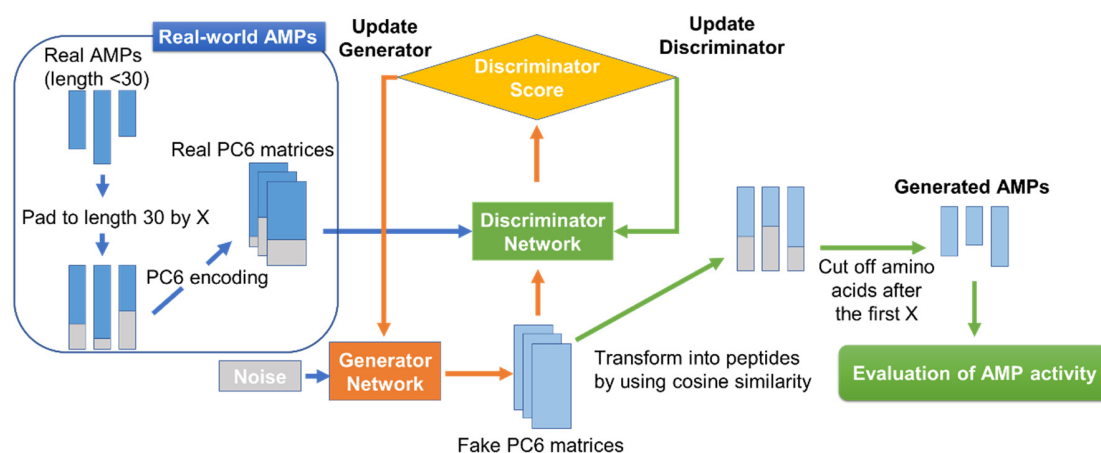 Real-world AMPs
Real AMPs
(length <30)
Pad to length 30 by X
PC6 encoding
Real PC6 matrices
Update
Generator
Update
Discriminator
Discriminator
Score
Discriminator
Network
Noise
Generator
Network
Fake PC6 matrices
Transform into peptides
by using cosine similarity
Cut off amino
acids after
the first X
Generated AMPs
Evaluation of AMP activity